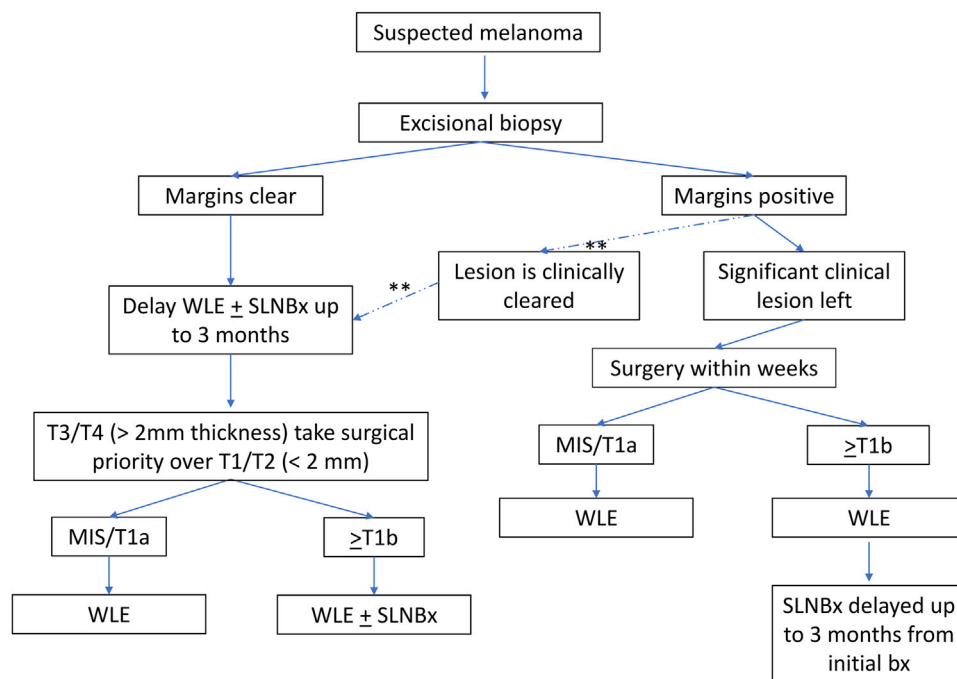 Suspected melanoma
Excisional biopsy
Margins clear
Margins positive
**
Lesion is clinically
cleared
Significant clinical
lesion left
**
Delay WLE ± SLNBx up
to 3 months
Surgery within weeks
T3/T4 (> 2mm thickness) take surgical
priority over T1/T2 (< 2 mm)
MIS/T1a
≥T1b
WLE
WLE
MIS/T1a
≥T1b
WLE
WLE ± SLNBx
SLNBx delayed up
to 3 months from
initial bx